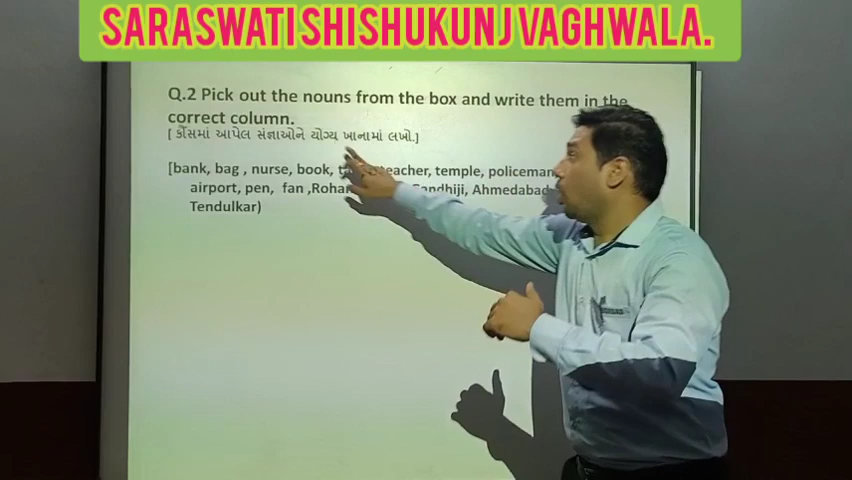 SARASWATI SHISHUKUNJ VAGHWALA.
Q.2 Pick out the nouns from the box and write them in the
correct column.
[ કૌંસમાં આપેલ સંજ્ઞાઓને યોગ્ય ખાનામાં લખો.]
[bank, bag , nurse, book, teacher, temple, policeman
airport, pen, fan ,Rohan Gandhiji, Ahmedabad
Tendulkar)